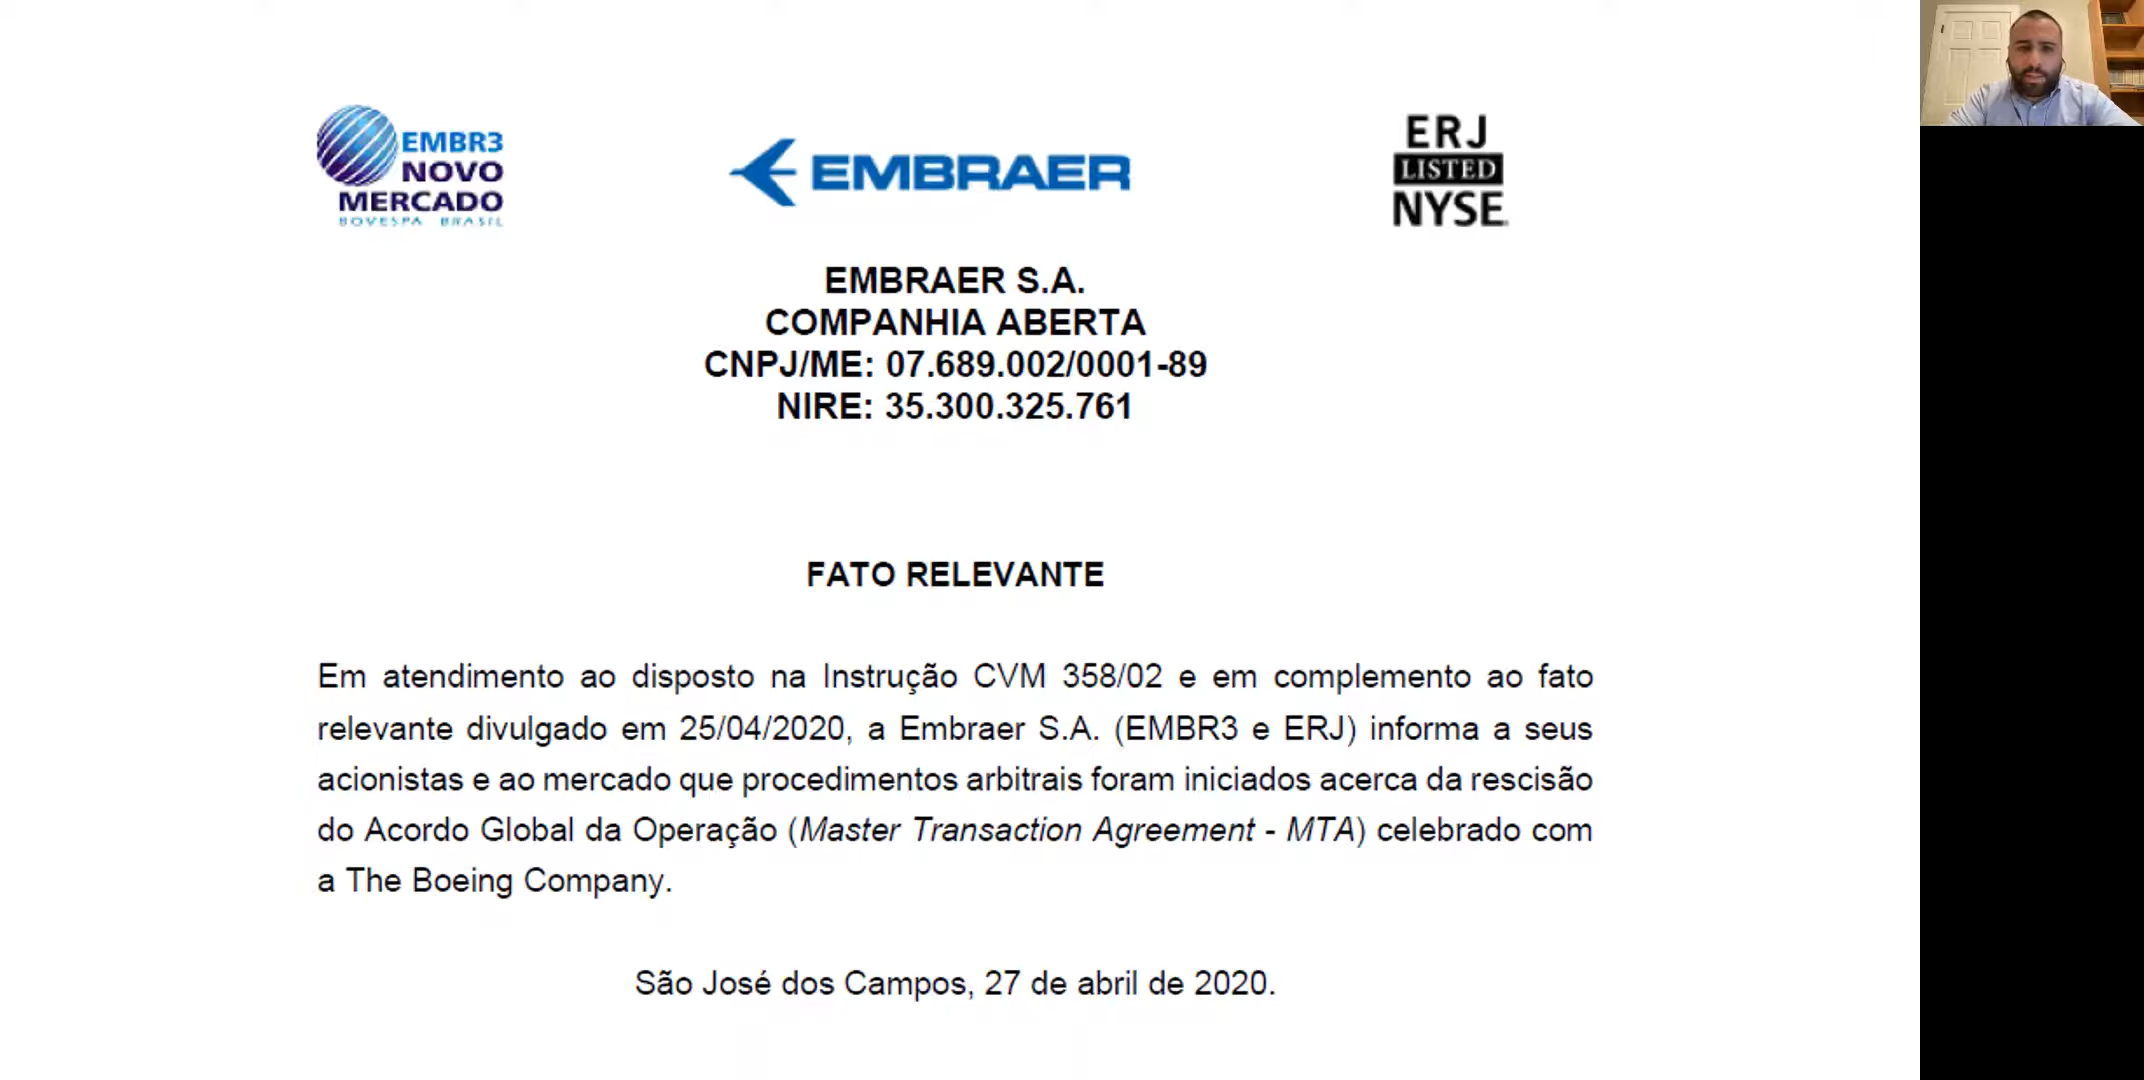 EMBR3
NOVO
MERCADO
BOVESPA BRASIL
EMBRAER
ERJ
LISTED
NYSE
EMBRAER S.A.
COMPANHIA ABERTA
CNPJ/ME: 07.689.002/0001-89
NIRE: 35.300.325.761
FATO RELEVANTE
Em atendimento ao disposto na Instrução CVM 358/02 e em complemento ao fato
relevante divulgado em 25/04/2020, a Embraer S.A. (EMBR3 e ERJ) informa a seus
acionistas e ao mercado que procedimentos arbitrais foram iniciados acerca da rescisão
do Acordo Global da Operação (Master Transaction Agreement - MTA) celebrado com
a The Boeing Company.
São José dos Campos, 27 de abril de 2020.